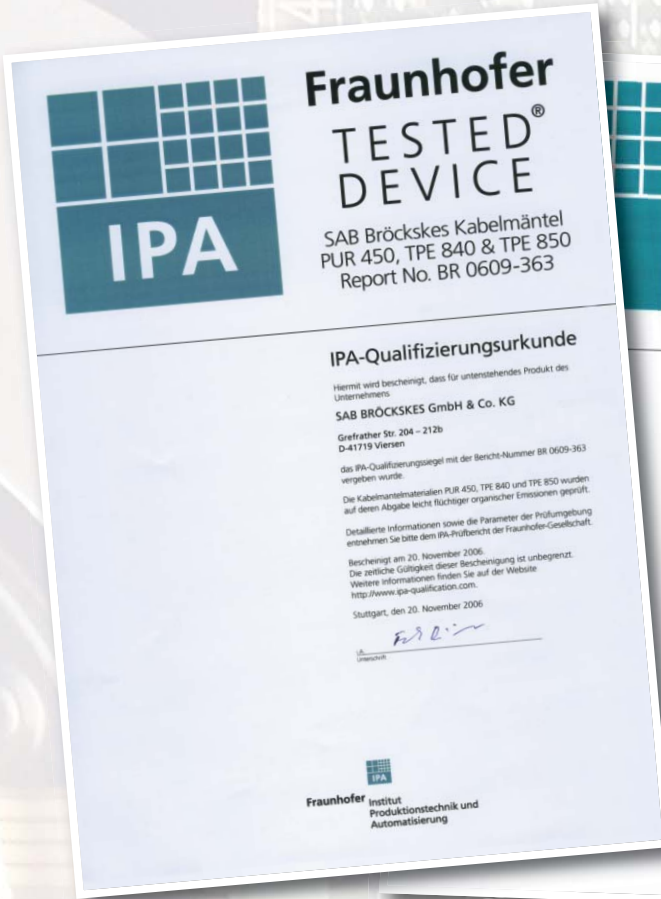 IPA
Fraunhofer
TESTED®
DEVICE
SAB Bröckskes Kabelmäntel
PUR 450, TPE 840 & TPE 850
Report No. BR 0609-363
IPA-Qualifizierungsurkunde
Hiermit wird bescheinigt, dass für untenstehendes Produkt des
Unternehmens
SAB BRÖCKSKES GmbH & Co. KG
Grefrather Str. 204 – 212b
D-41719 Viersen
das IPA-Qualifizierungssiegel mit der Bericht-Nummer BR 0609-363
vergeben wurde.
Die Kabelmantelmaterialien PUR 450, TPE 840 und TPE 850 wurden
auf deren Abgabe leicht flüchtiger organischer Emissionen geprüft.
Detaillierte Informationen sowie die Parameter der Prüfumgebung
entnehmen Sie bitte dem IPA-Prüfbericht der Fraunhofer-Gesellschaft.
Bescheinigt am 20. November 2006.
Die zeitliche Gültigkeit dieser Bescheinigung ist unbegrenzt.
Weitere Informationen finden Sie auf der Website
http://www.ipa-qualification.com.
Stuttgart, den 20. November 2006
i.A.
Unterschrift
IPA
Fraunhofer Institut
Produktionstechnik und
Automatisierung